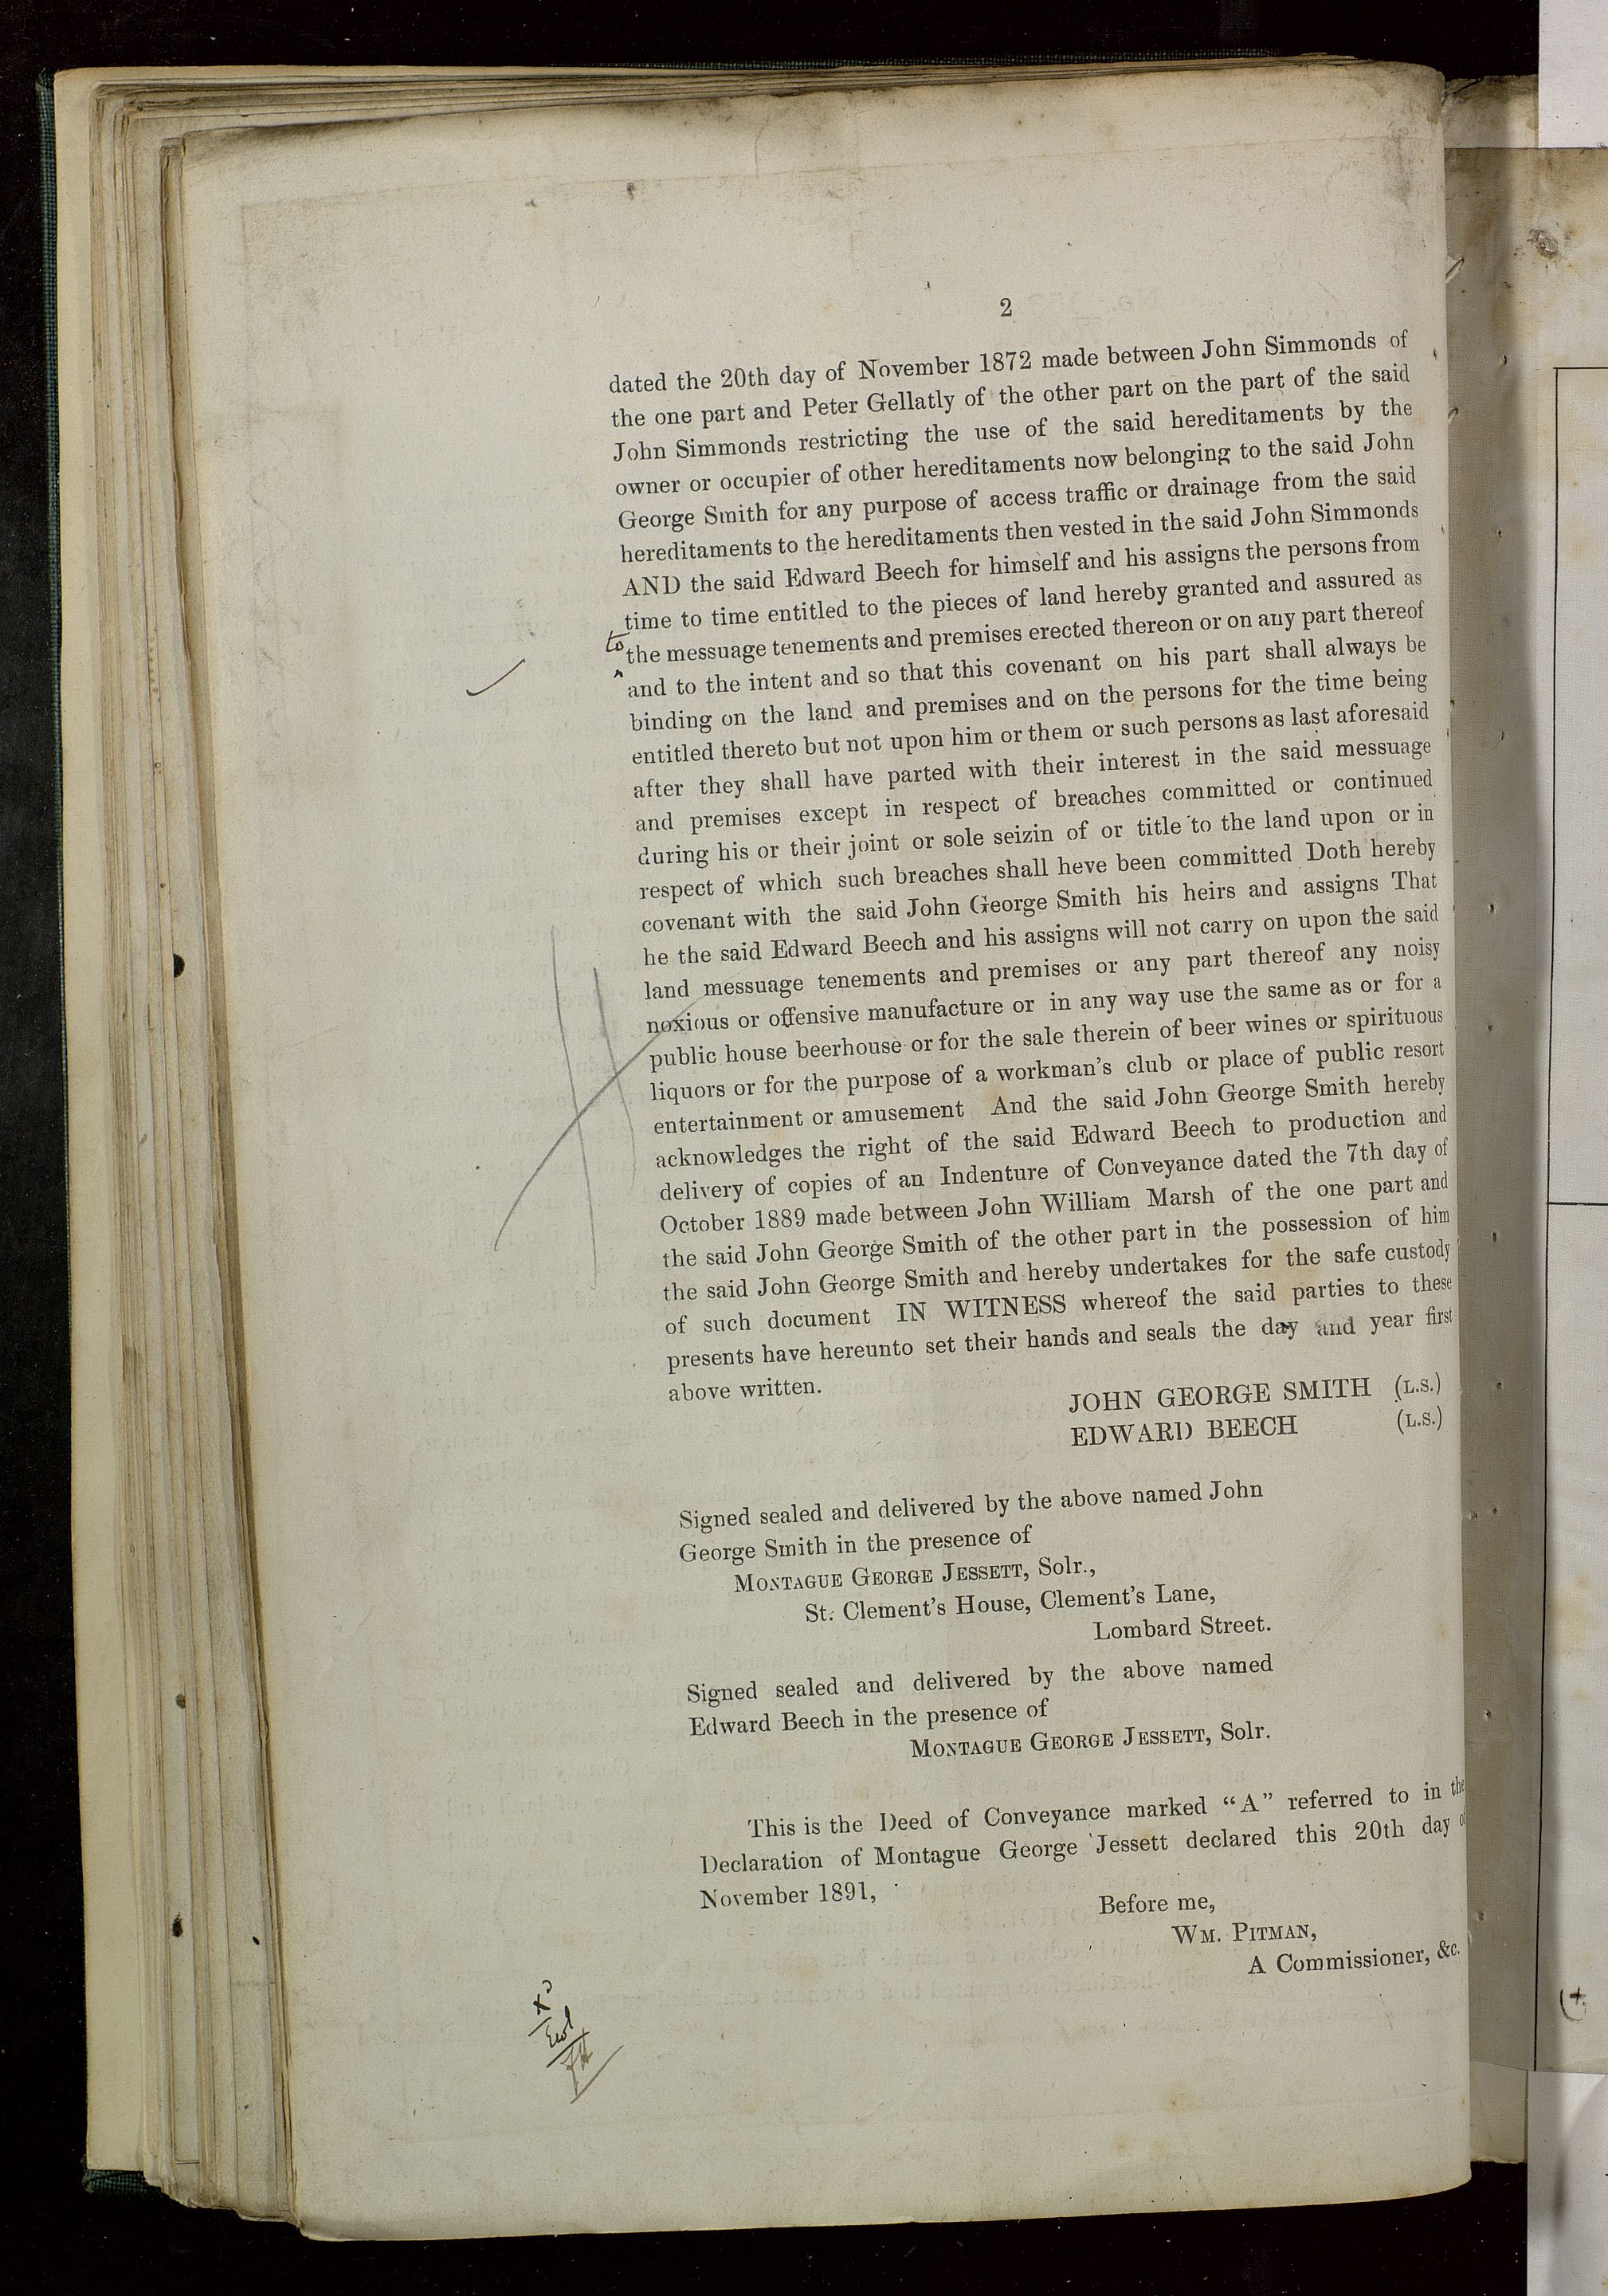 2
dated the 20th day of November 1872 made between John Simmonds of
the one part and Peter Gellatly of the other part on the part of the said
John Simmonds restricting the use of the said hereditaments by the
owner or occupier of other hereditaments now belonging to the said John
George Smith for any purpose of access traffic or drainage from the said
hereditaments to the hereditaments then vested in the said John Simmonds
AND the said Edward Beech for himself and his assigns the persons from
time to time entitled to the pieces of land hereby granted and assured as
to
the messuage tenements and premises erected thereon or on any part thereof
and to the intent and so that this covenant on his part shall always be
binding on the land and premises and on the persons for the time being
entitled thereto but not upon him or them or such persons as last aforesaid
after they shall have parted with their interest in the said messuage
and premises except in respect of breaches committed or continued
during his or their joint or sole seizin of or title to the land upon or in
respect of which such breaches shall heve been committed Doth hereby
covenant with the said John George Smith his heirs and assigns That
he the said Edward Beech and his assigns will not carry on upon the said
land messuage tenements and premises or any part thereof any noisy
noxious or offensive manufacture or in any way use the same as or for a
public house beerhouse or for the sale therein of beer wines or spirituous
liquors or for the purpose of a workman's club or place of public resort
entertainment or amusement And the said John George Smith hereby
acknowledges the right of the said Edward Beech to production and
delivery of copies of an Indenture of Conveyance dated the 7th day of
October 1889 made between John William Marsh of the one part and
the said John George Smith of the other part in the possession of him
the said John George Smith and hereby undertakes for the safe custody
of such document IN WITNESS whereof the said parties to these
presents have hereunto set their hands and seals the day and year first
above written.
JOHN GEORGE SMITH (L.S.)
EDWARD BEECH (L.S.)
Signed sealed and delivered by the above named John
George Smith in the presence of
MONTAGUE GEORGE JESSETT, Solr.,
St. Clement's House, Clement's Lane,
Lombard Street.
Signed sealed and delivered by the above named
Edward Beech in the presence of
MONTAGUE GEORGE JESSETT, Solr.
This is the Deed of Conveyance marked "A" referred to in the
Declaration of Montague George Jessett declared this 20th day of
November 1891,
Before me,
WM. PITMAN,
A Commissioner, &c.